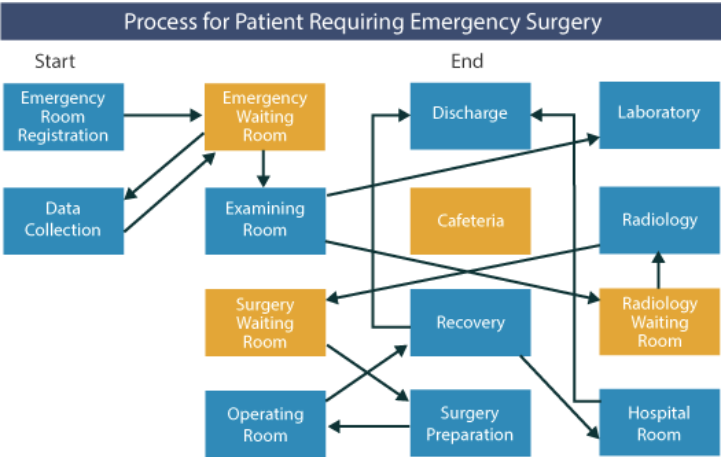 Process for Patient Requiring Emergency Surgery
Start
End
Emergency
Room
Registration
Emergency
Waiting
Room
Discharge
Laboratory
Data
Collection
Examining
Room
Cafeteria
Radiology
Surgery
Waiting
Room
Recovery
Radiology
Waiting
Room
Operating
Room
Surgery
Preparation
Hospital
Room